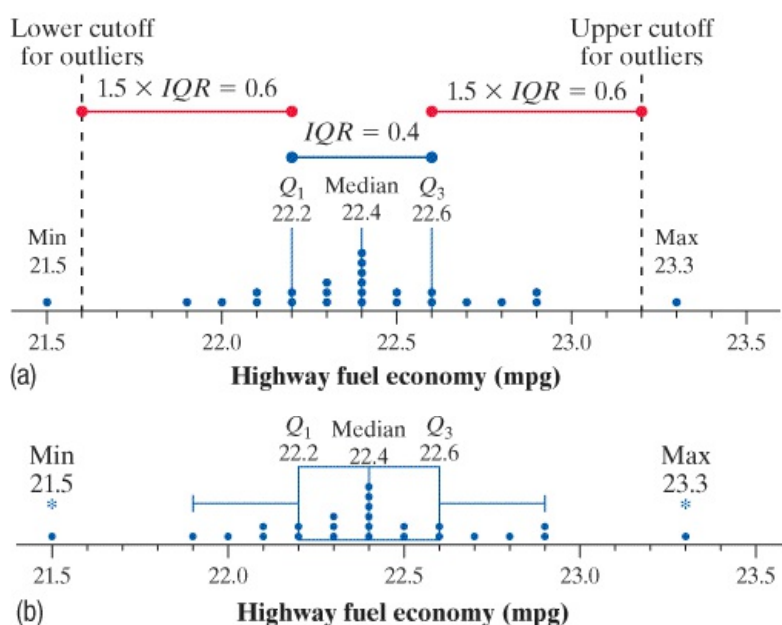 Lower cutoff
for outliers
Upper cutoff
for outliers
1.5 × IQR = 0.6
1.5 × IQR = 0.6
IQR = 0.4
Q1 Median Q3
22.2 22.4 22.6
Min
21.5
Max
23.3
21.5 22.0 22.5 23.0 23.5
(a) Highway fuel economy (mpg)
Q1 Median Q3
22.2 22.4 22.6
Min
21.5
*
Max
23.3
*
21.5 22.0 22.5 23.0 23.5
(b) Highway fuel economy (mpg)